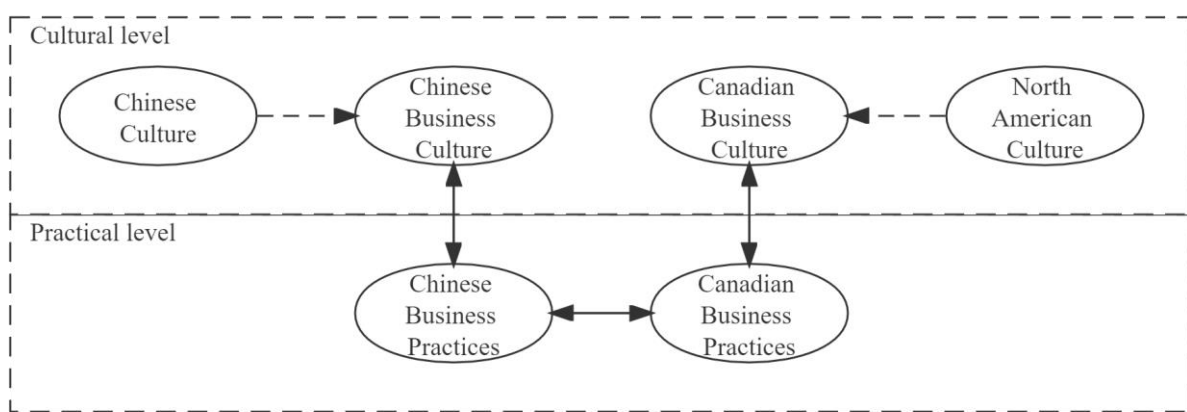 Cultural level
Chinese
Culture
Chinese
Business
Culture
Canadian
Business
Culture
North
American
Culture
Practical level
Chinese
Business
Practices
Canadian
Business
Practices